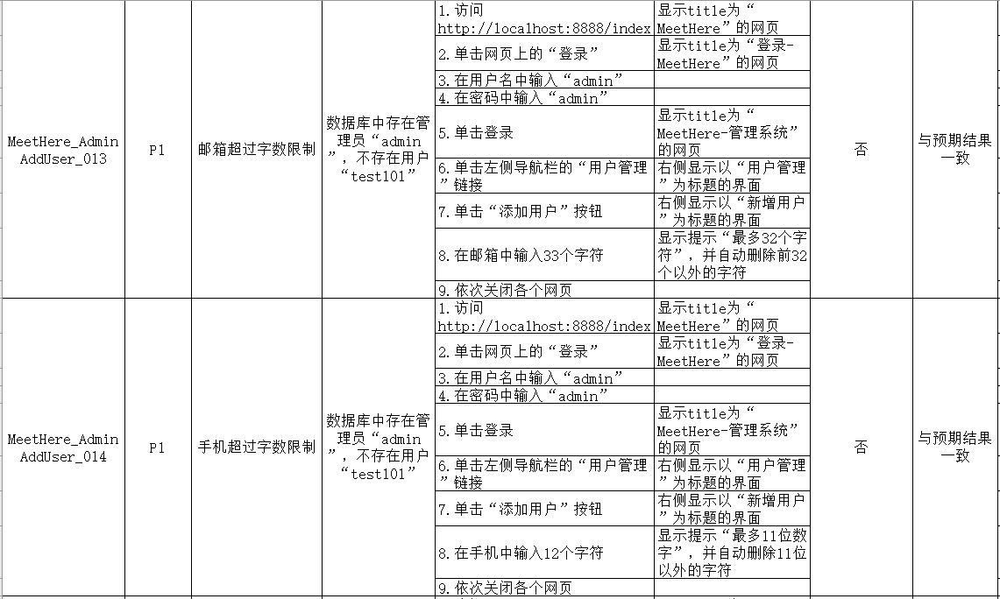 MeetHere_Admin
AddUser_013
P1
邮箱超过字数限制
数据库中存在管
理员“admin
”，不存在用户
“test101”
1.访问
http://localhost:8888/index
显示title为“
MeetHere”的网页
2.单击网页上的“登录”
显示title为“登录-
MeetHere”的网页
3.在用户名中输入“admin”
4.在密码中输入“admin”
5.单击登录
显示title为“
MeetHere-管理系统”
的网页
6.单击左侧导航栏的“用户管理
”链接
右侧显示以“用户管理
”为标题的界面
7.单击“添加用户”按钮
右侧显示以“新增用户
”为标题的界面
8.在邮箱中输入33个字符
显示提示“最多32个字
符”，并自动删除前32
个以外的字符
9.依次关闭各个网页
否
与预期结果
一致
MeetHere_Admin
AddUser_014
P1
手机超过字数限制
数据库中存在管
理员“admin
”，不存在用户
“test101”
1.访问
http://localhost:8888/index
显示title为“
MeetHere”的网页
2.单击网页上的“登录”
显示title为“登录-
MeetHere”的网页
3.在用户名中输入“admin”
4.在密码中输入“admin”
5.单击登录
显示title为“
MeetHere-管理系统”
的网页
6.单击左侧导航栏的“用户管理
”链接
右侧显示以“用户管理
”为标题的界面
7.单击“添加用户”按钮
右侧显示以“新增用户
”为标题的界面
8.在手机中输入12个字符
显示提示“最多11位数
字”，并自动删除11位
以外的字符
9.依次关闭各个网页
否
与预期结果
一致